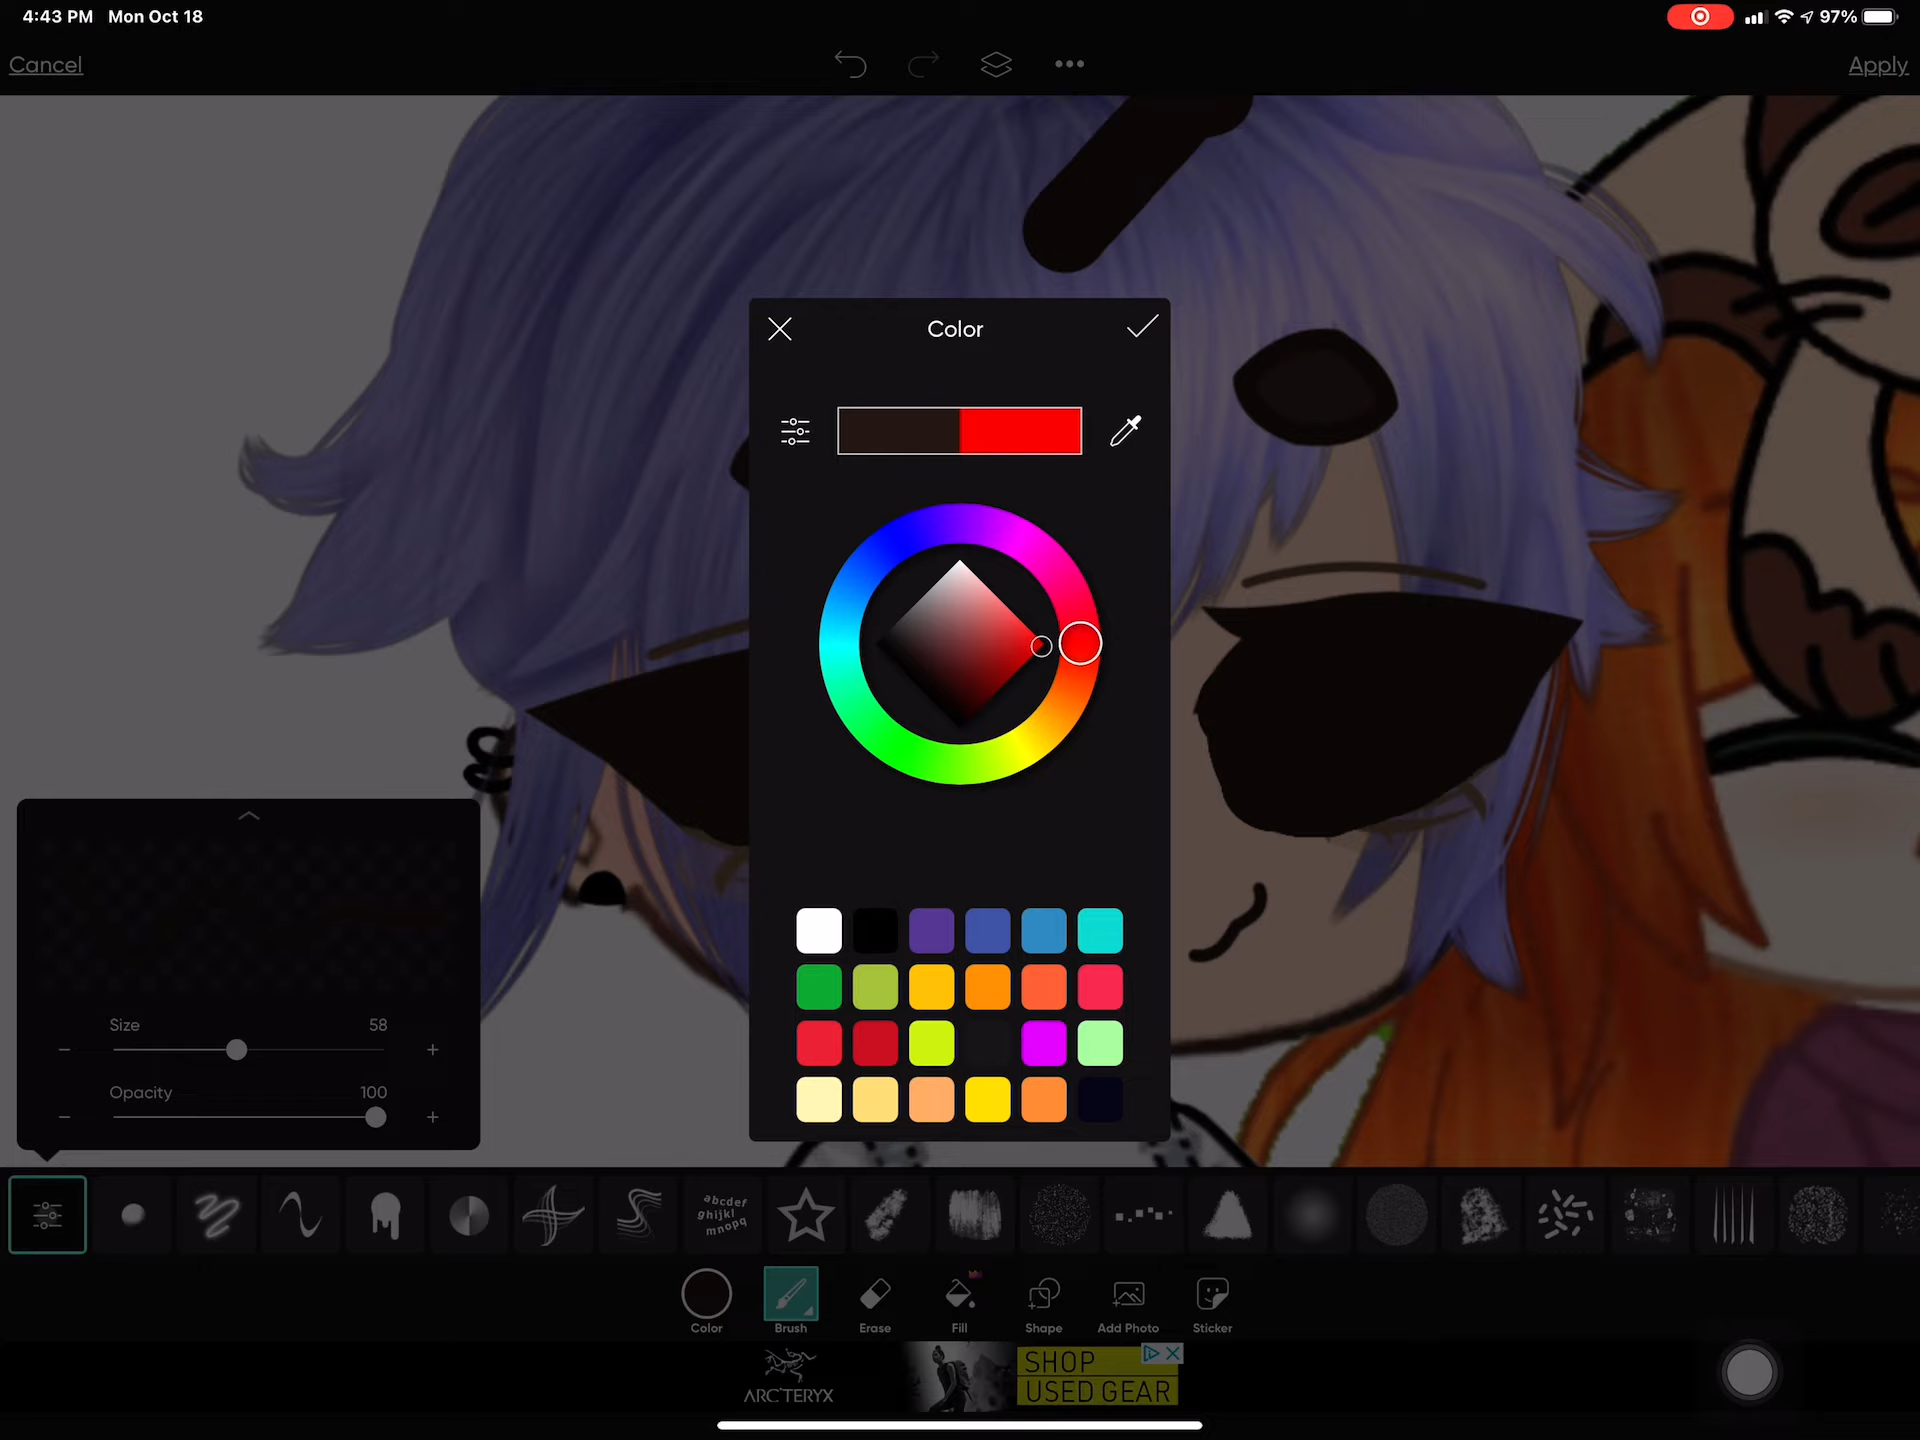 4:43 PM Mon Oct 18
97%
Cancel
Apply
Color
Size 58
Opacity 100
abcdef
ghijkl
mnopq
Color
Brush
Erase
Fill
Shape
Add Photo
Sticker
ARC'TERYX
SHOP
USED GEAR